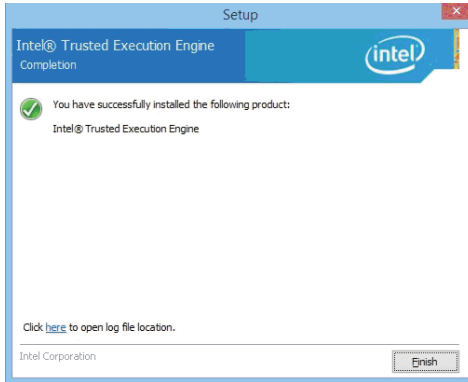 Setup
Intel® Trusted Execution Engine
Completion
intel
You have successfully installed the following product:
Intel® Trusted Execution Engine
Click here to open log file location.
Intel Corporation
Finish